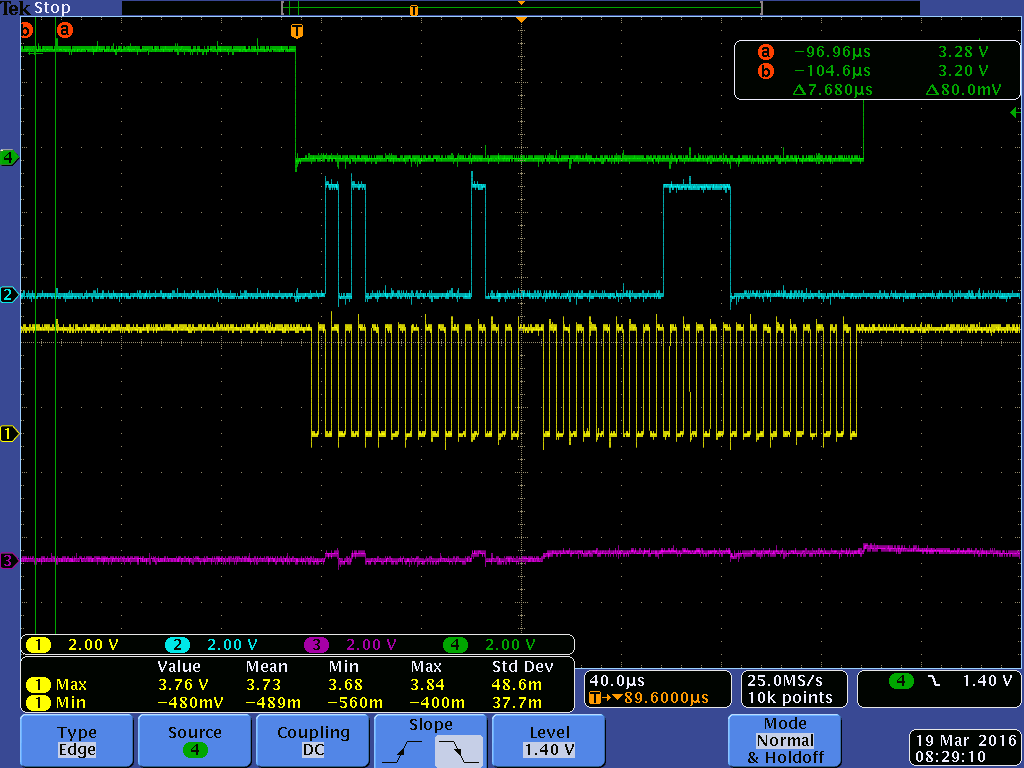 Tek Stop
b a T T
a −96.96µs 3.28 V
b −104.6µs 3.20 V
Δ7.680µs Δ80.0mV
4
2
1
3
1 2.00 V 2 2.00 V 3 2.00 V 4 2.00 V
Value Mean Min Max Std Dev
1 Max 3.76 V 3.73 3.68 3.84 48.6m
1 Min −480mV −489m −560m −400m 37.7m
40.0µs
T→▼89.6000µs
25.0MS/s
10k points
4 1.40 V
Type
Edge
Source
4
Coupling
DC
Slope
Level
1.40 V
Mode
Normal
& Holdoff
19 Mar 2016
08:29:10